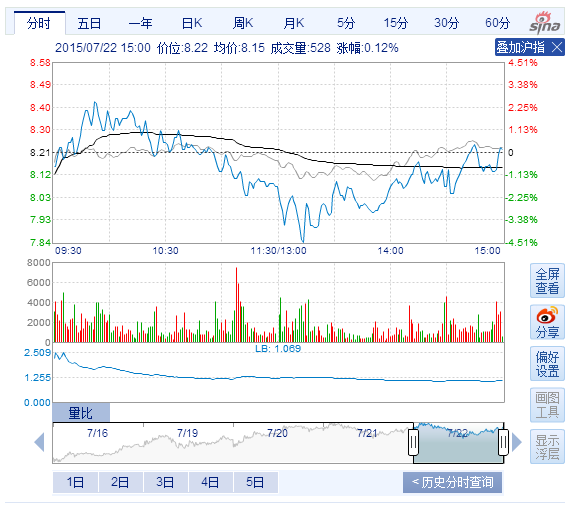 分时 五日 一年 日K 周K 月K 5分 15分 30分 60分 sina
2015/07/22 15:00 价位:8.22 均价:8.15 成交量:528 涨幅:0.12% 叠加沪指 ×
8.58 4.51%
8.49 3.38%
8.40 2.25%
8.30 1.13%
8.21 0
8.12 1.13%
8.03 2.25%
7.93 3.38%
7.84 4.51%
09:30 10:30 11:30/13:00 14:00 15:00
8000
6000
4000
2000
0
LB: 1.069
2.509
1.255
0.000
量比
7/16 7/17 7/20 7/21 7/22
1日 2日 3日 4日 5日 <历史分时查询
全屏
查看
分享
偏好
设置
画图
工具
显示
浮层